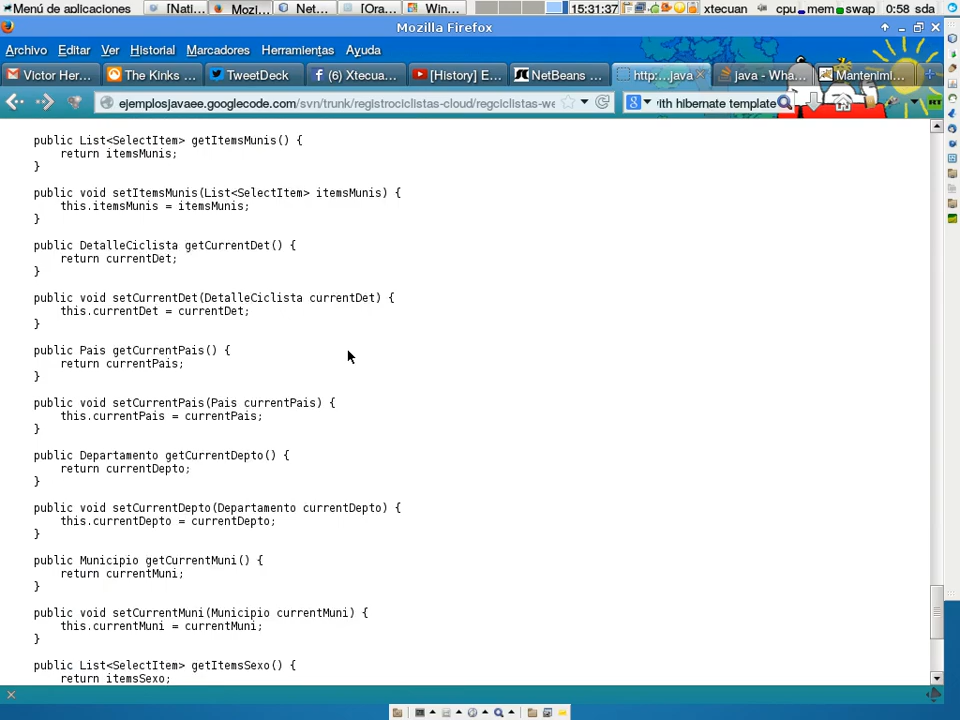 Menú de aplicaciones
[Nati...
Mozi...
Net...
[Ora...
Win...
15:31:37
xtecuan
cpu
mem
swap
0:58 sda
Mozilla Firefox
Archivo Editar Ver Historial Marcadores Herramientas Ayuda
Victor Her...
The Kinks ...
TweetDeck
(6) Xtecua...
[History] E...
NetBeans ...
http:...java
java - Wha...
Mantenimi...
ejemplosjavaee.googlecode.com/svn/trunk/registrociclistas-cloud/regciclistas-we
ith hibernate template
RT
public List<SelectItem> getItemsMunis() {
return itemsMunis;
}
public void setItemsMunis(List<SelectItem> itemsMunis) {
this.itemsMunis = itemsMunis;
}
public DetalleCiclista getCurrentDet() {
return currentDet;
}
public void setCurrentDet(DetalleCiclista currentDet) {
this.currentDet = currentDet;
}
public Pais getCurrentPais() {
return currentPais;
}
public void setCurrentPais(Pais currentPais) {
this.currentPais = currentPais;
}
public Departamento getCurrentDepto() {
return currentDepto;
}
public void setCurrentDepto(Departamento currentDepto) {
this.currentDepto = currentDepto;
}
public Municipio getCurrentMuni() {
return currentMuni;
}
public void setCurrentMuni(Municipio currentMuni) {
this.currentMuni = currentMuni;
}
public List<SelectItem> getItemsSexo() {
return itemsSexo;